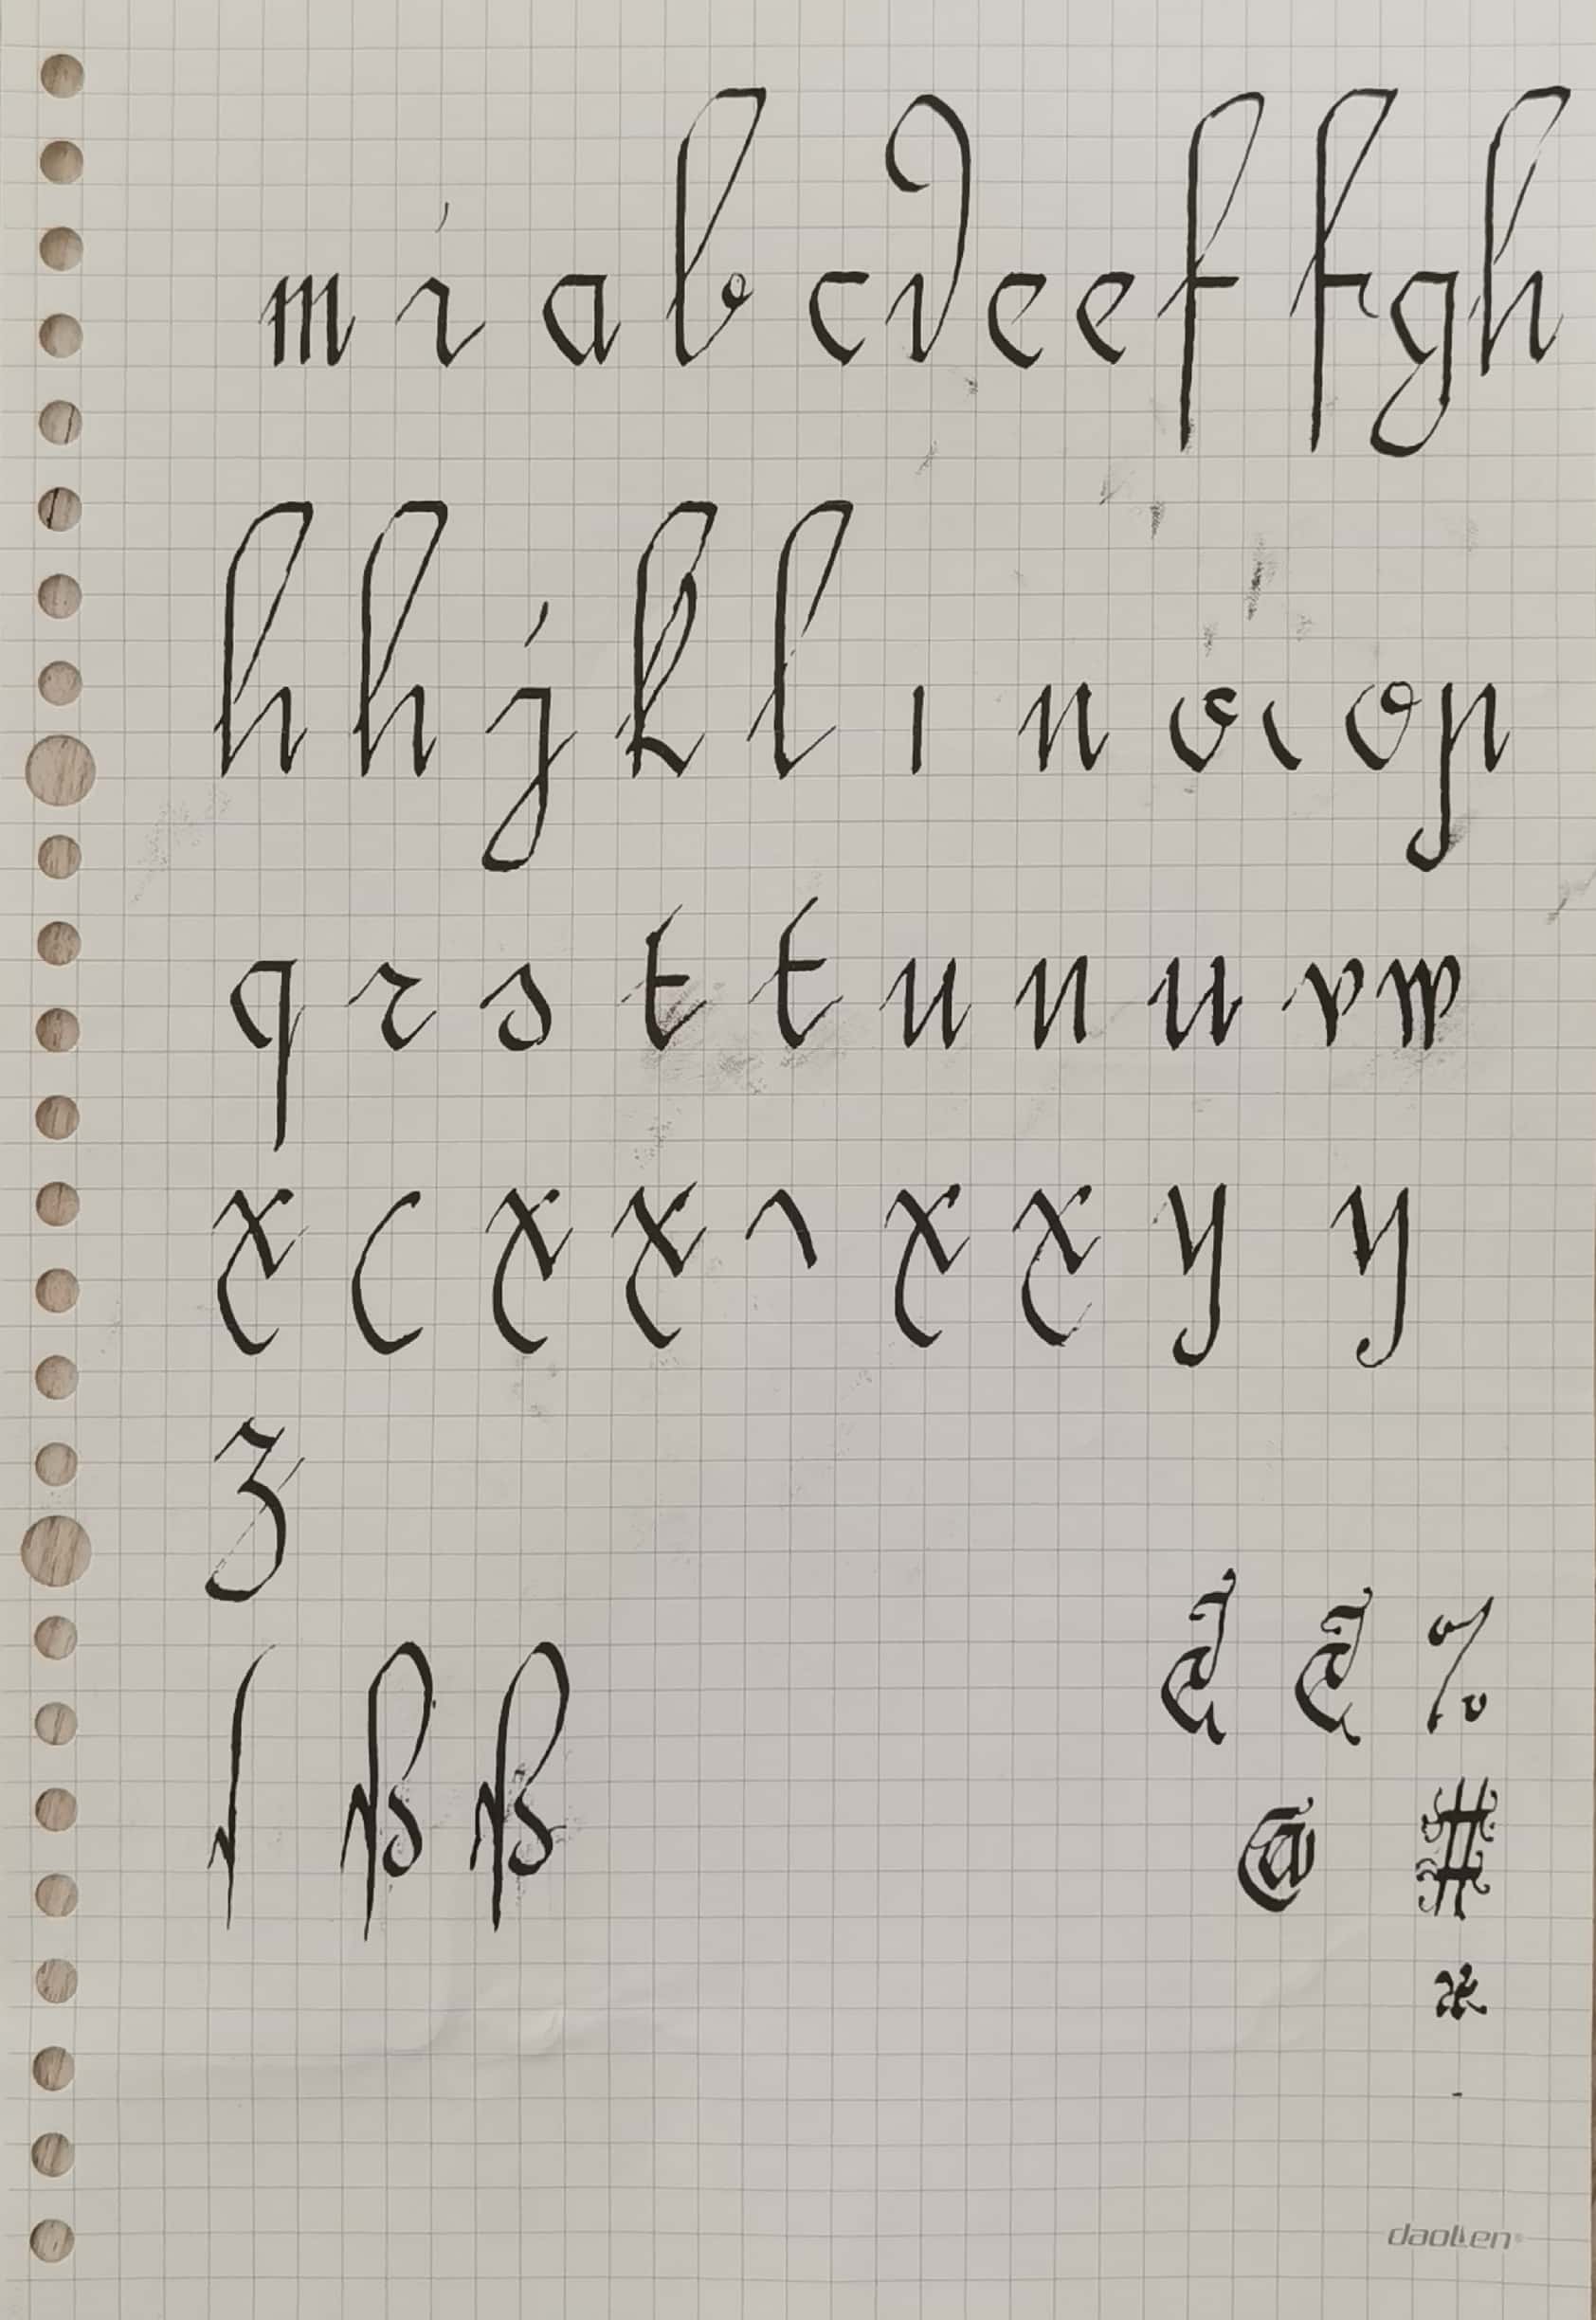 m i a b c d e e f f g h
h h j k l ı n o ı o p
q r s t t u n u v w
x c x x x x y y
z
ſ ß ß
%
@ #
*
-
daolen